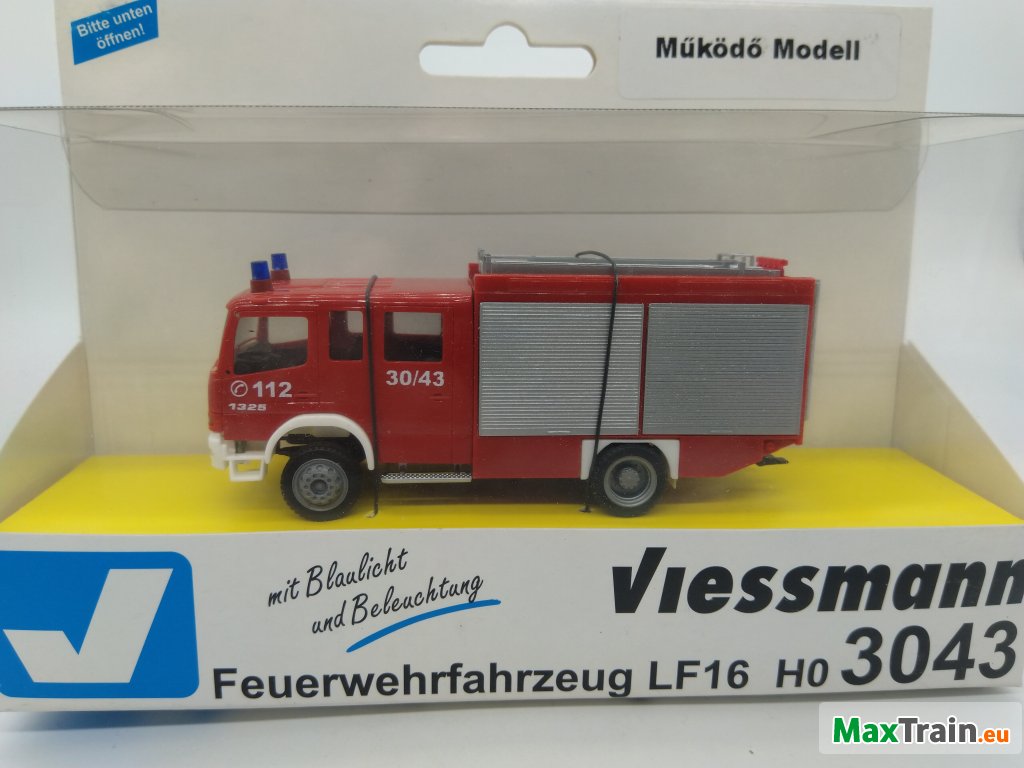 Bitte unten
öffnen!
Működő Modell
112
1325
30/43
mit Blaulicht
und Beleuchtung
Viessmann
Feuerwehrfahrzeug LF16 H0 3043
MaxTrain.eu